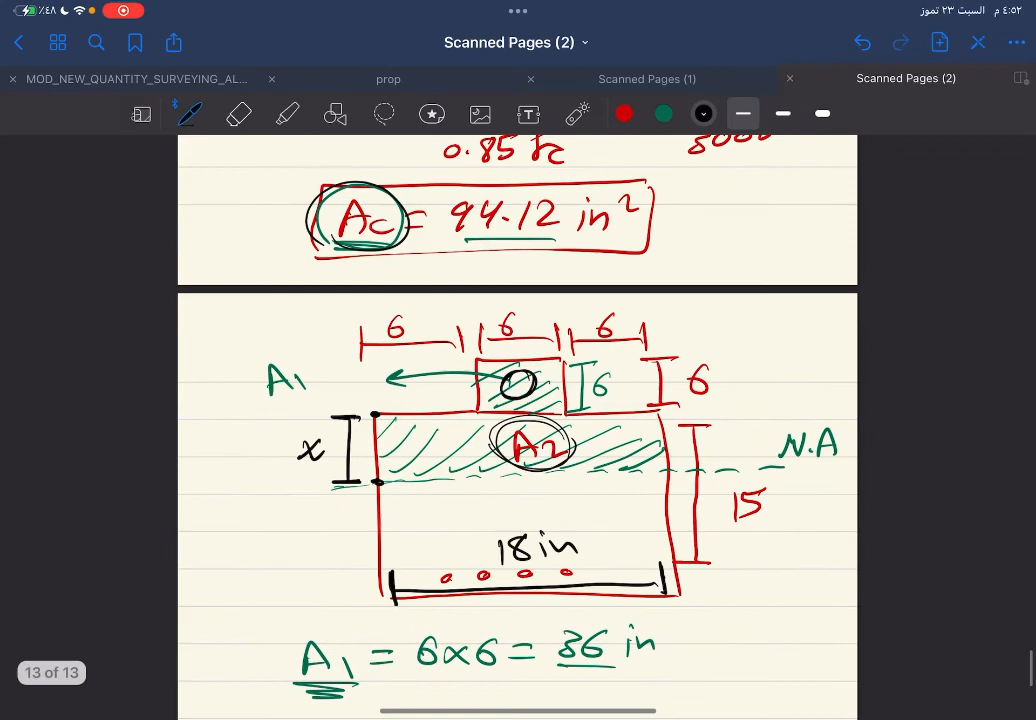 ٤٨٪ ٤:٥٢ م السبت ٢٣ تموز
Scanned Pages (2)
MOD_NEW_QUANTITY_SURVEYING_AL... prop Scanned Pages (1) Scanned Pages (2)
0.85 fc
Ac = 94.12 in²
6 6 6
A1 6 6
x A2 N.A
15
18 in
A1 = 6x6 = 36 in
13 of 13